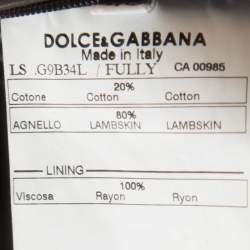 DOLCE&GABBANA
Made in Italy
LS .G9B34L / FULLY CA 00985
20%
Cotone Cotton Cotton
80%
AGNELLO LAMBSKIN LAMBSKIN
LINING
100%
Viscosa Rayon Ryon